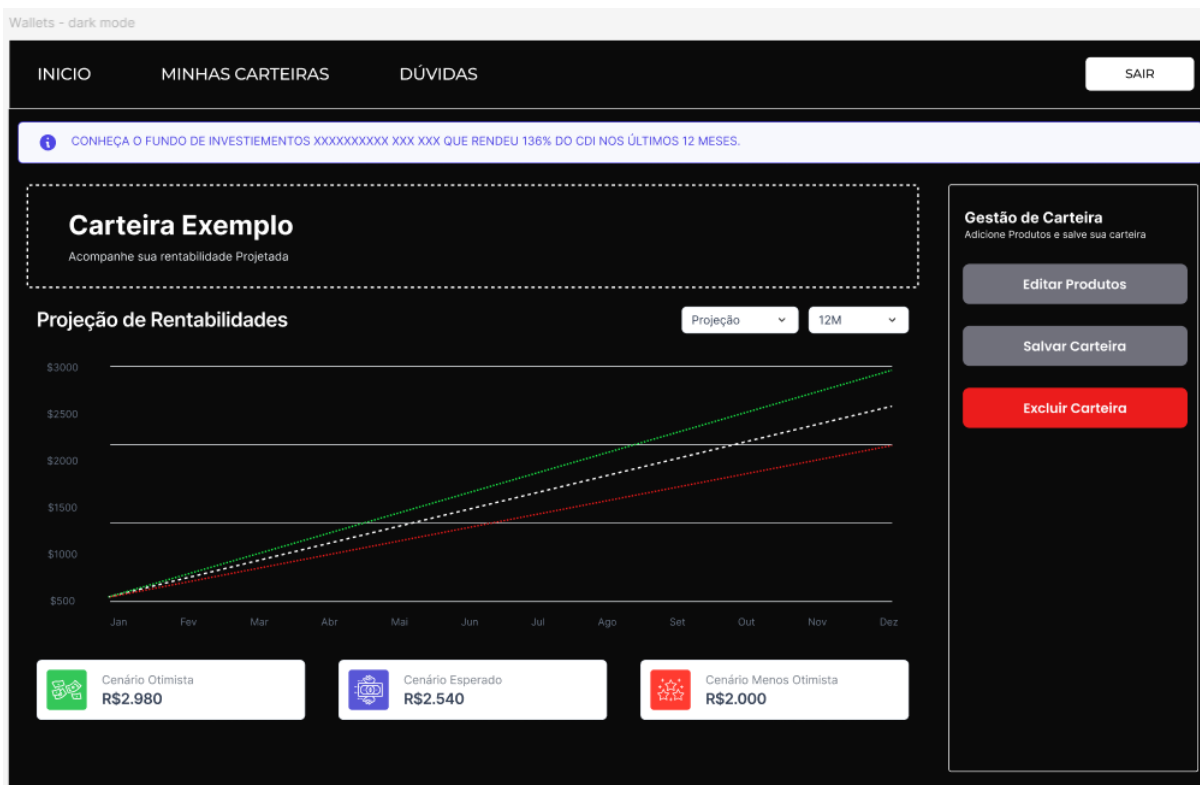 Wallets - dark mode
INICIO MINHAS CARTEIRAS DÚVIDAS SAIR
CONHEÇA O FUNDO DE INVESTIEMENTOS XXXXXXXXXX XXX XXX QUE RENDEU 136% DO CDI NOS ÚLTIMOS 12 MESES.
Carteira Exemplo
Acompanhe sua rentabilidade Projetada
Projeção de Rentabilidades
Projeção 12M
$3000
$2500
$2000
$1500
$1000
$500
Jan Fev Mar Abr Mai Jun Jul Ago Set Out Nov Dez
Cenário Otimista
R$2.980
Cenário Esperado
R$2.540
Cenário Menos Otimista
R$2.000
Gestão de Carteira
Adicione Produtos e salve sua carteira
Editar Produtos
Salvar Carteira
Excluir Carteira